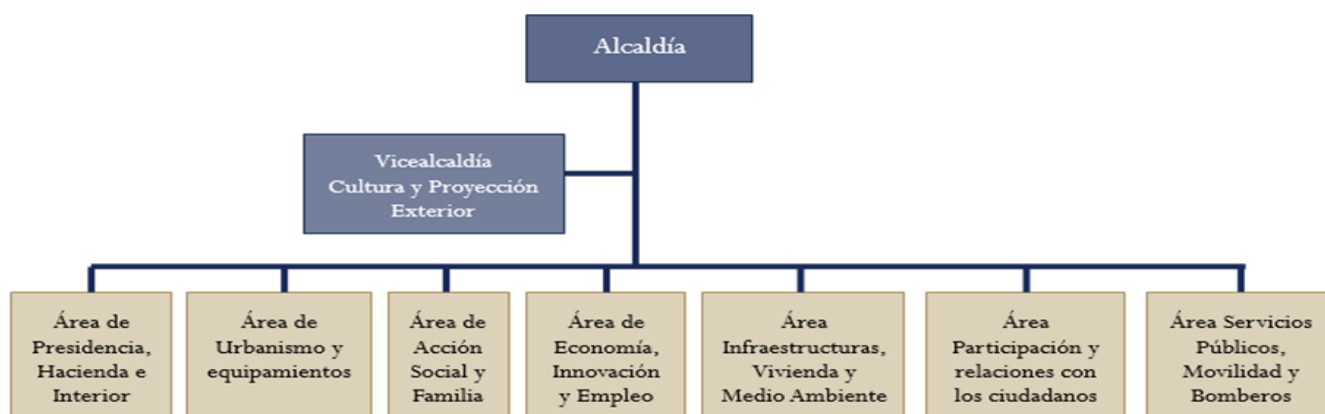 Alcaldía
Vicealcaldía
Cultura y Proyección
Exterior
Área de
Presidencia,
Hacienda e
Interior
Área de
Urbanismo y
equipamientos
Área de
Acción
Social y
Familia
Área de
Economía,
Innovación
y Empleo
Área
Infraestructuras,
Vivienda y
Medio Ambiente
Área
Participación y
relaciones con
los ciudadanos
Área Servicios
Públicos,
Movilidad y
Bomberos